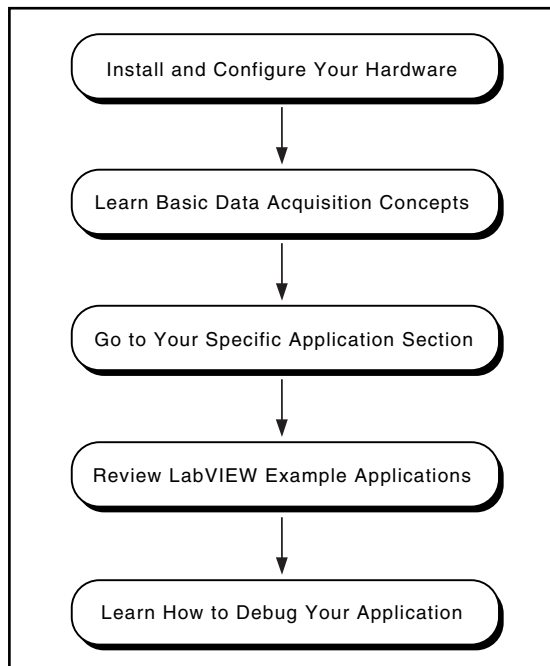 Install and Configure Your Hardware
Learn Basic Data Acquisition Concepts
Go to Your Specific Application Section
Review LabVIEW Example Applications
Learn How to Debug Your Application